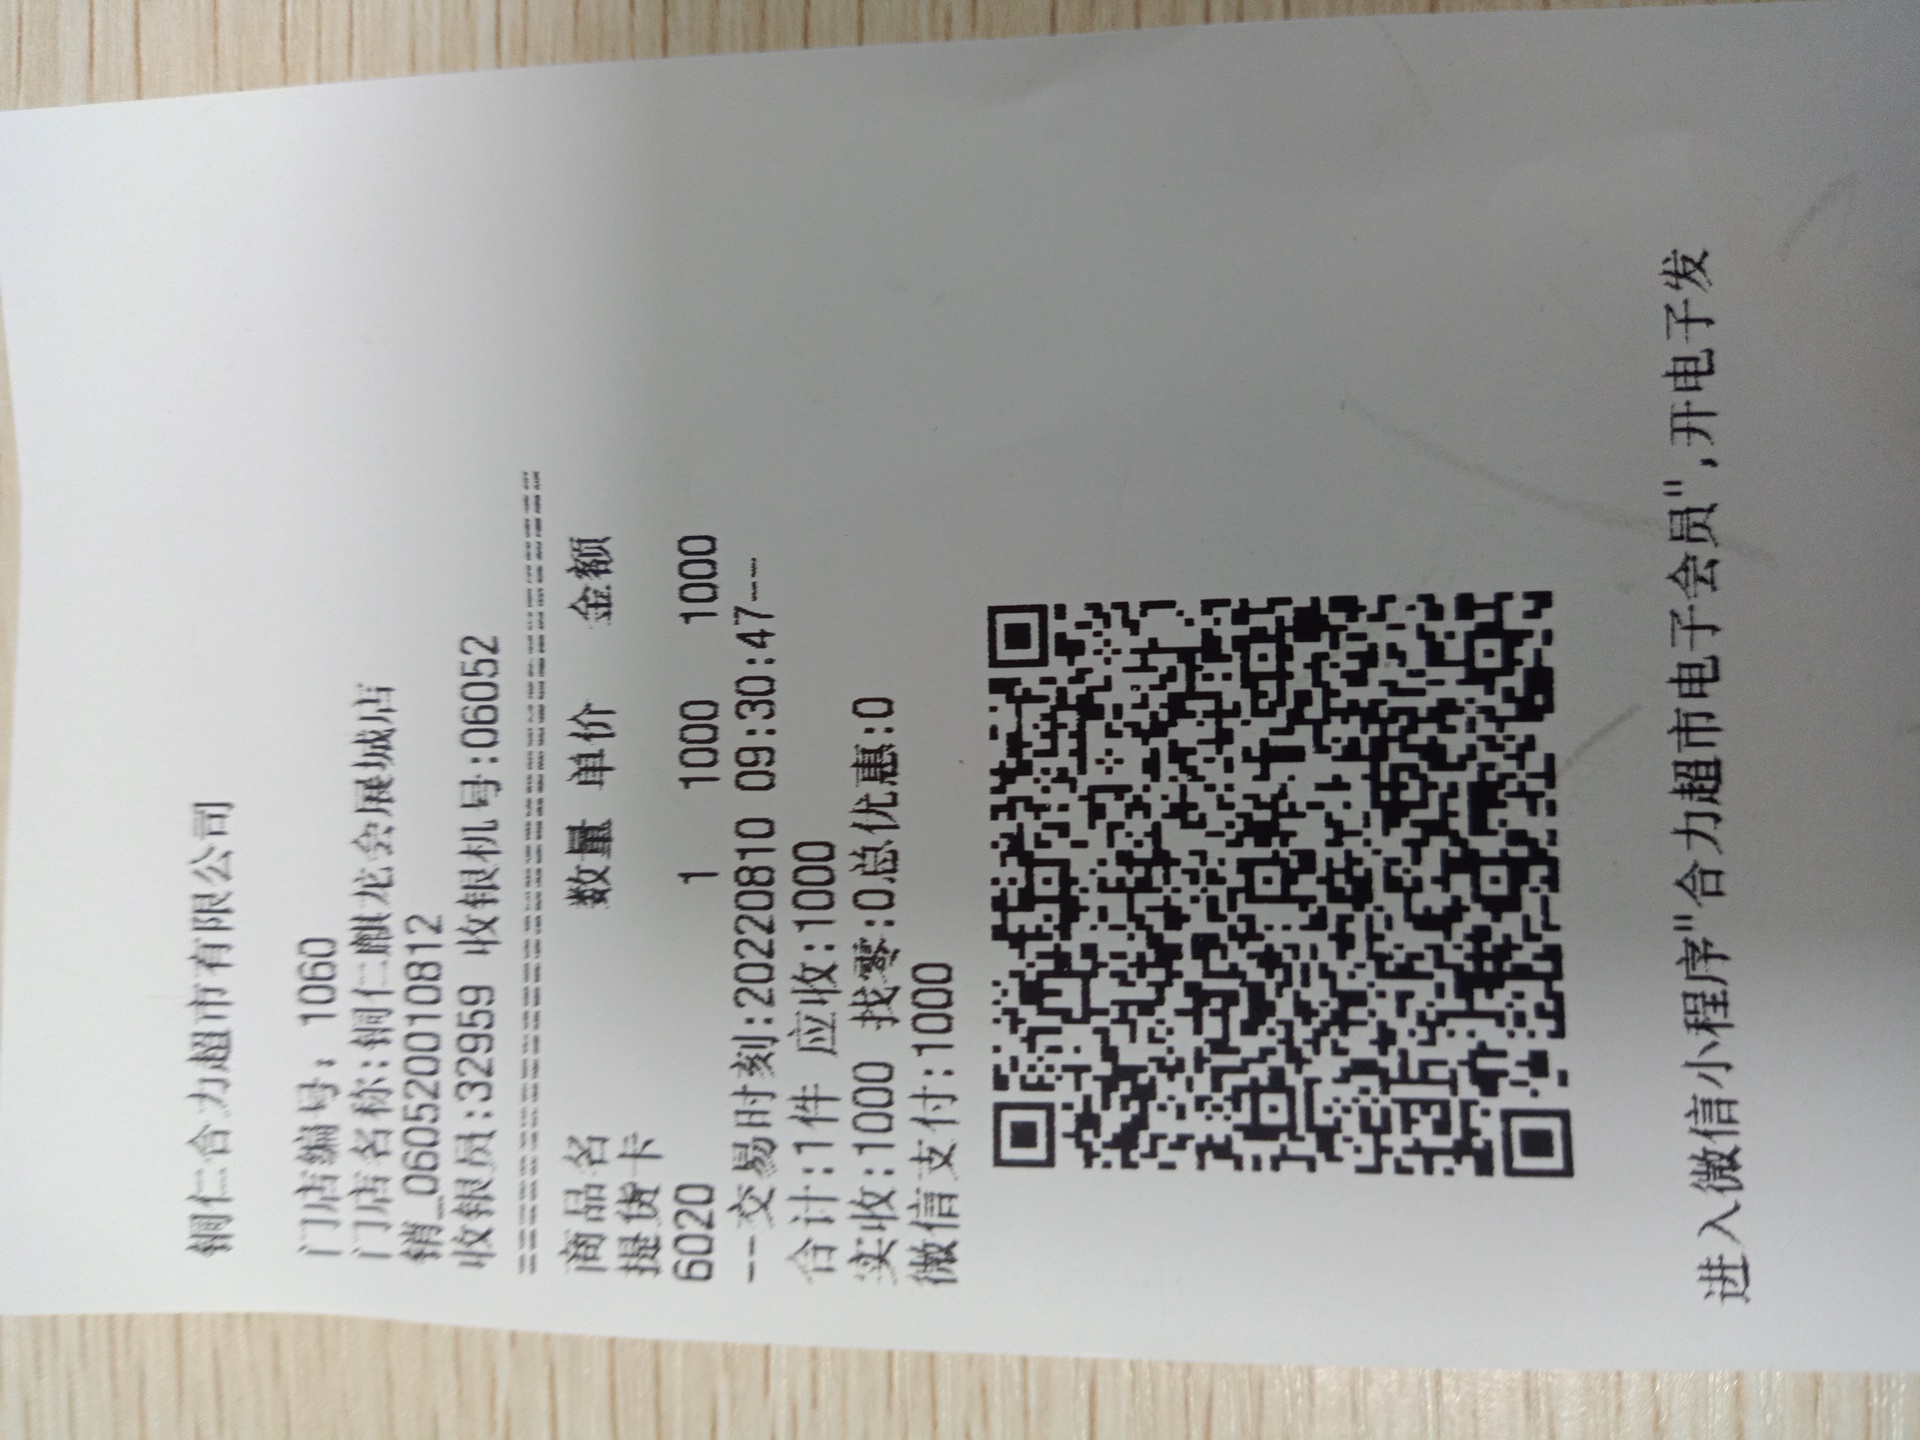 铜仁合力超市有限公司
门店编号: 1060
门店名称:铜仁麒龙会展城店
销_060520010812
收银员:32959 收银机号:06052
==========================================
商品名 数量 单价 金额
提货卡
6020 1 1000 1000
--交易时刻:20220810 09:30:47--
合计:1件 应收:1000
实收:1000 找零:0总优惠:0
微信支付:1000
进入微信小程序"合力超市电子会员",开电子发